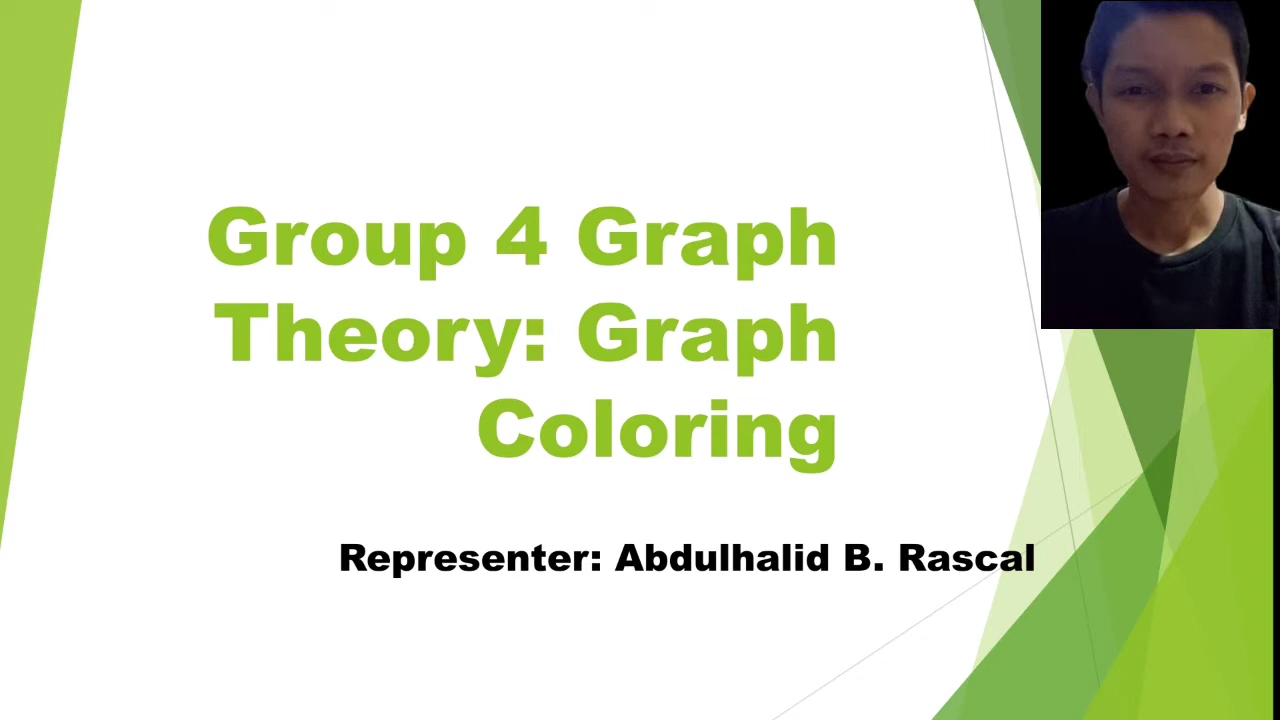 Group 4 Graph
Theory: Graph
Coloring
Representer: Abdulhalid B. Rascal